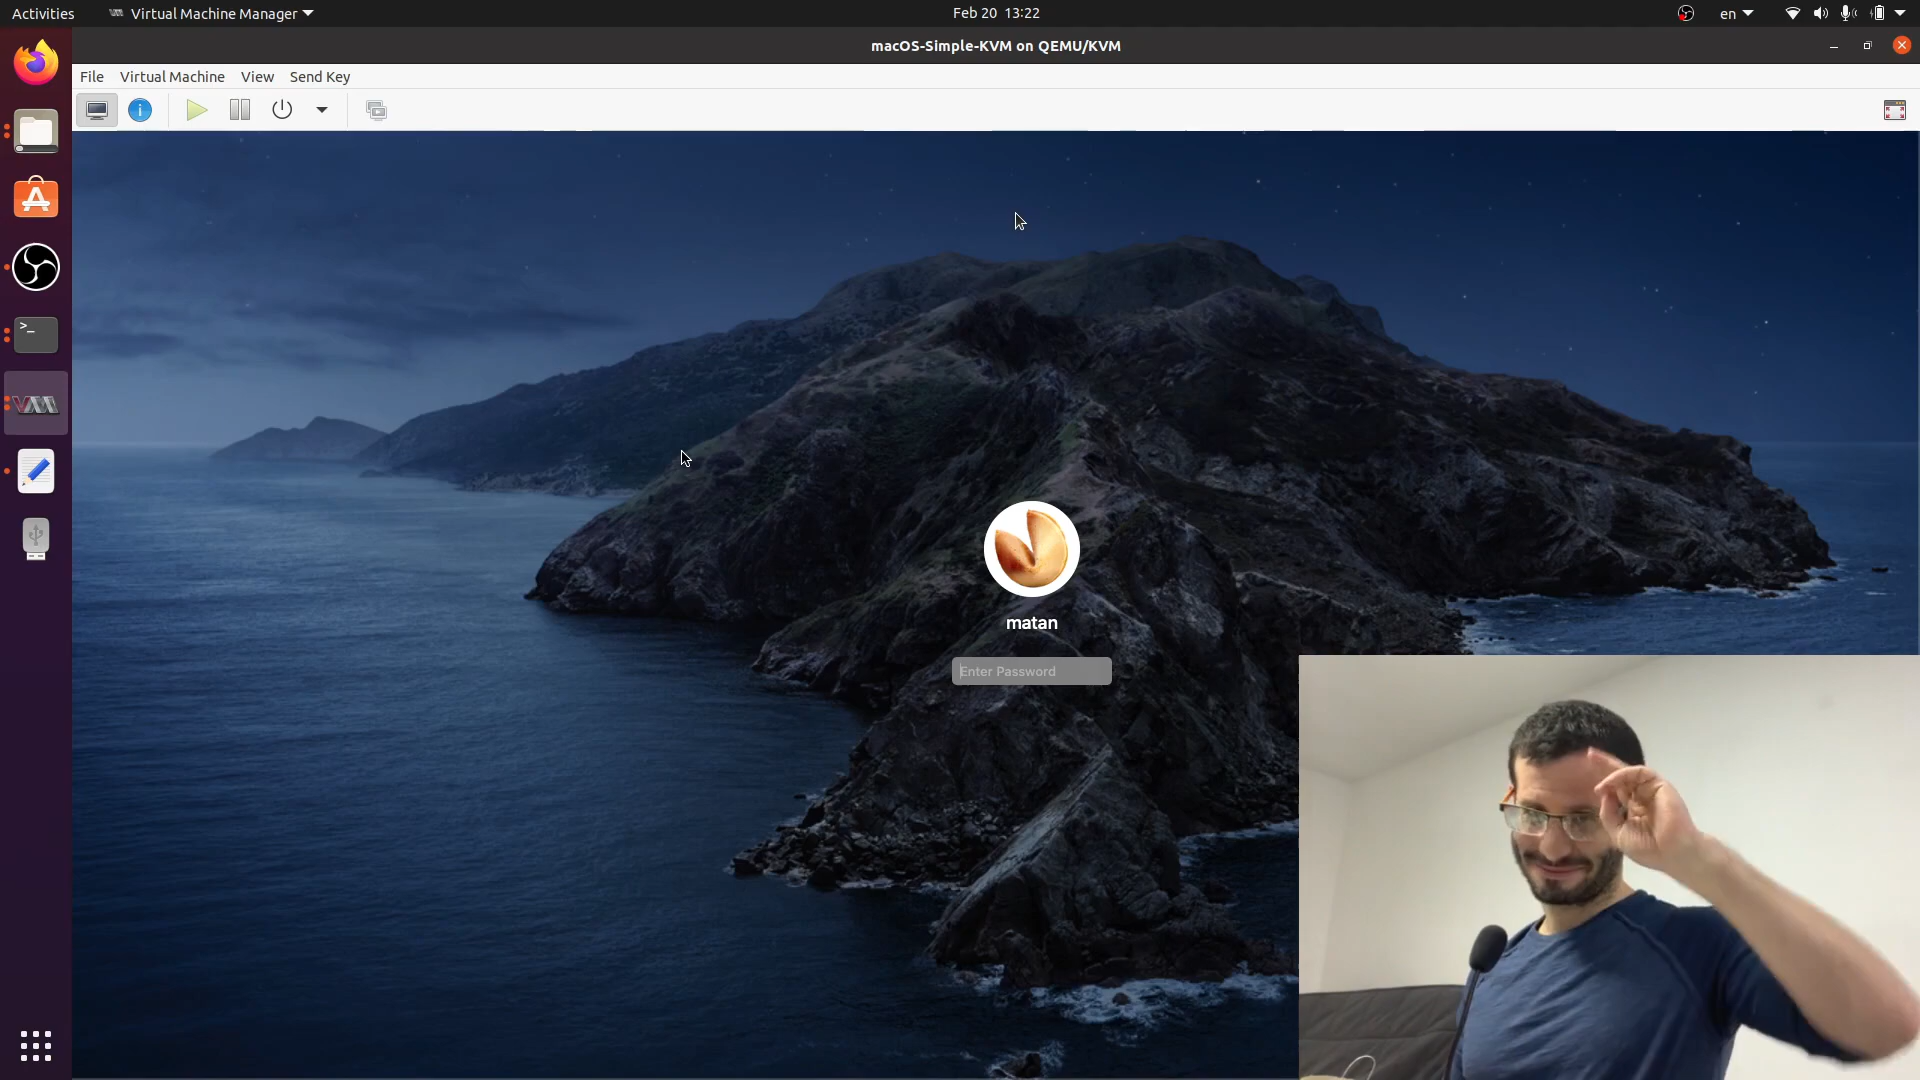 Activities
Virtual Machine Manager
Feb 20 13:22
en
macOS-Simple-KVM on QEMU/KVM
File
Virtual Machine
View
Send Key
matan
Enter Password